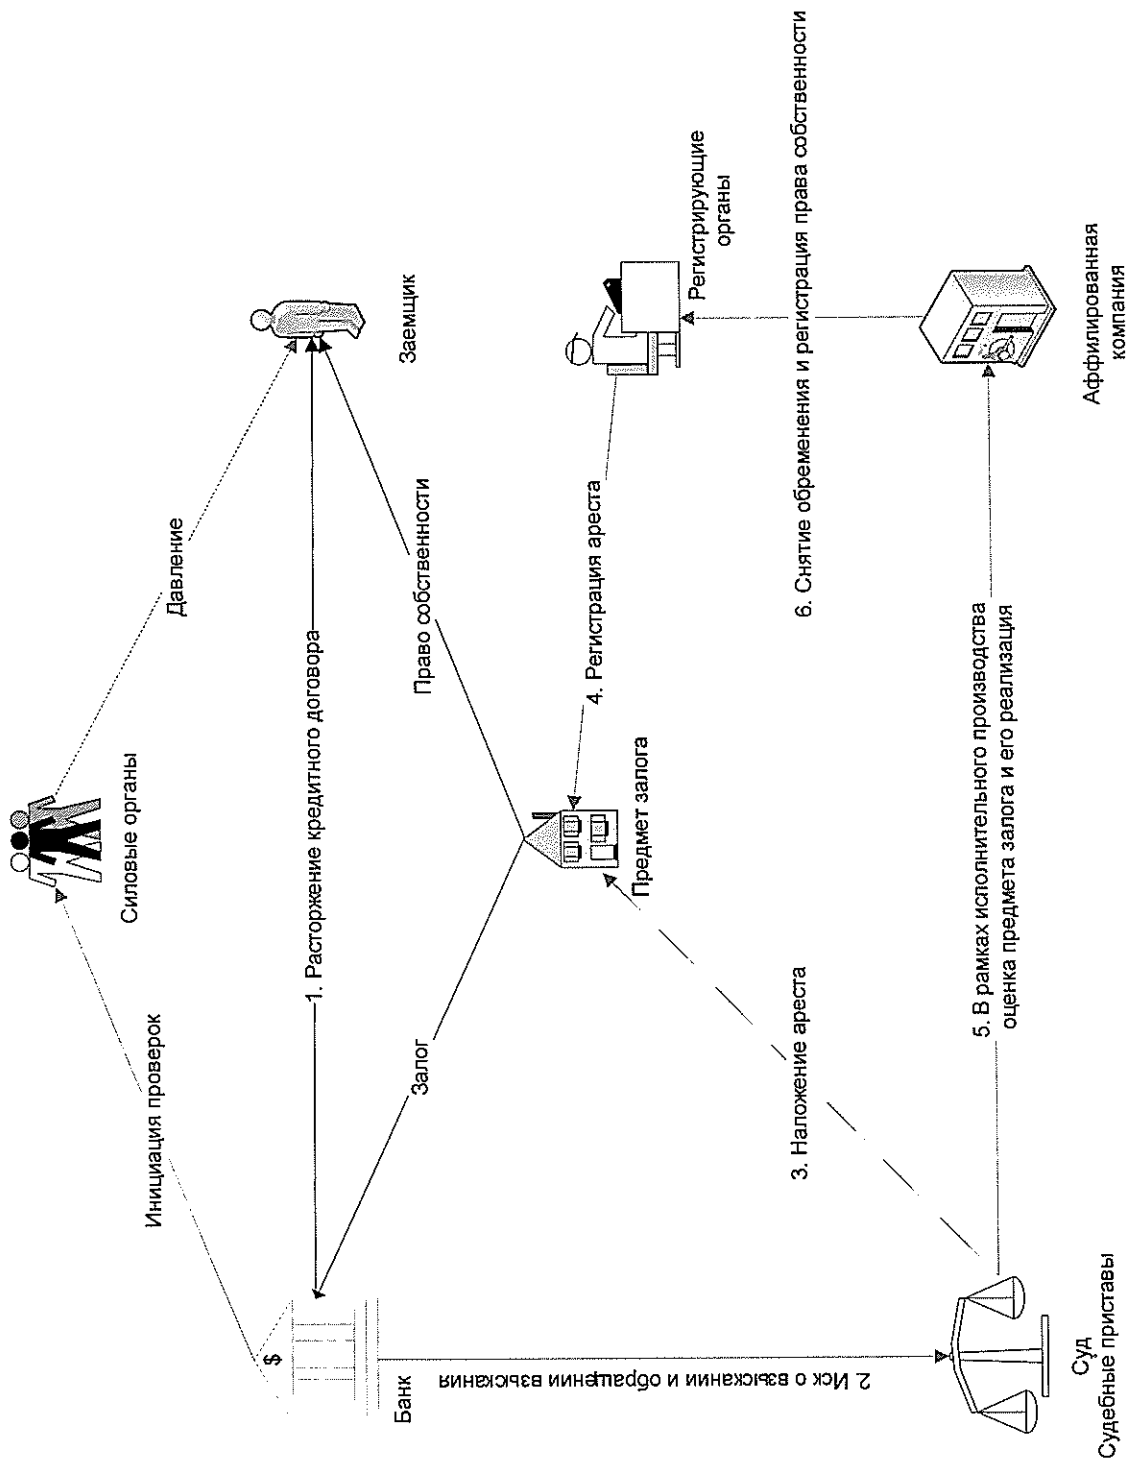 Силовые органы
Инициация проверок
Давление
Банк
1. Расторжение кредитного договора
Заемщик
Залог
Право собственности
Предмет залога
4. Регистрация ареста
Регистрирующие
органы
2. Иск о взыскании и обращении взыскания
3. Наложение ареста
6. Снятие обременения и регистрация права собственности
Суд
Судебные приставы
5. В рамках исполнительного производства
оценка предмета залога и его реализация
Аффилированная
компания
$